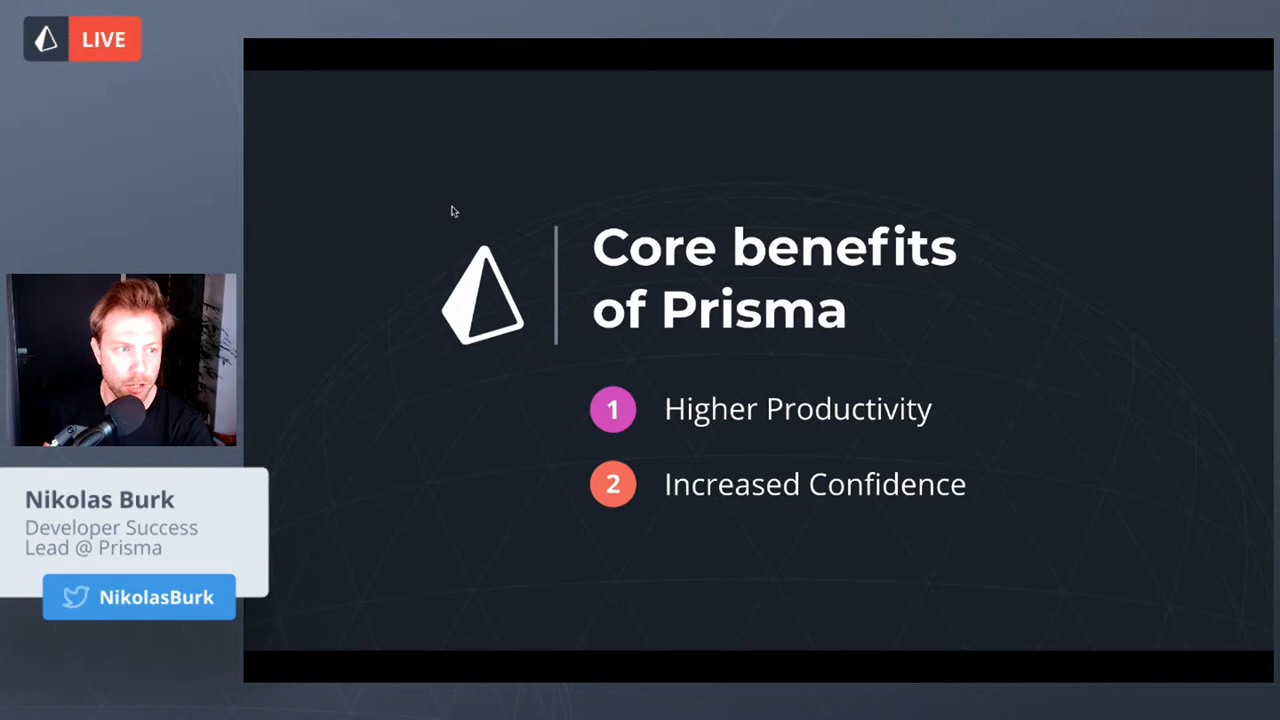 LIVE
Core benefits
of Prisma
1 Higher Productivity
2 Increased Confidence
Nikolas Burk
Developer Success
Lead @ Prisma
NikolasBurk